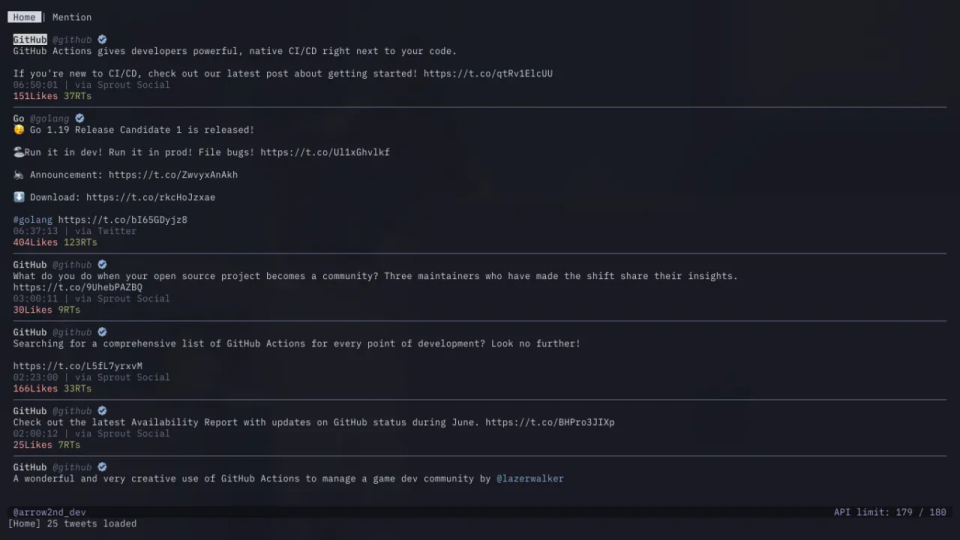 Home | Mention
GitHub @github
GitHub Actions gives developers powerful, native CI/CD right next to your code.
If you're new to CI/CD, check out our latest post about getting started! https://t.co/qtRv1ElcUU
06:50:01 | via Sprout Social
151Likes 37RTs
Go @golang
Go 1.19 Release Candidate 1 is released!
Run it in dev! Run it in prod! File bugs! https://t.co/Ul1xGhvlkf
Announcement: https://t.co/ZwvyxAnAkh
Download: https://t.co/rkcHoJzxae
#golang https://t.co/bI65GDyjz8
06:37:13 | via Twitter
404Likes 123RTs
GitHub @github
What do you do when your open source project becomes a community? Three maintainers who have made the shift share their insights.
https://t.co/9UhebPAZBQ
03:00:11 | via Sprout Social
30Likes 9RTs
GitHub @github
Searching for a comprehensive list of GitHub Actions for every point of development? Look no further!
https://t.co/L5fL7yrxvM
02:23:00 | via Sprout Social
166Likes 33RTs
GitHub @github
Check out the latest Availability Report with updates on GitHub status during June. https://t.co/BHPro3JIXp
02:00:12 | via Sprout Social
25Likes 7RTs
GitHub @github
A wonderful and very creative use of GitHub Actions to manage a game dev community by @lazerwalker
@arrow2nd_dev API limit: 179 / 180
[Home] 25 tweets loaded